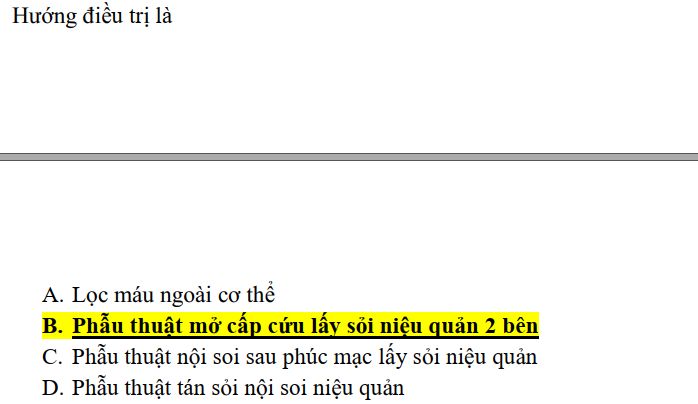 Hướng điều trị là
A. Lọc máu ngoài cơ thể
B. Phẫu thuật mở cấp cứu lấy sỏi niệu quản 2 bên
C. Phẫu thuật nội soi sau phúc mạc lấy sỏi niệu quản
D. Phẫu thuật tán sỏi nội soi niệu quản